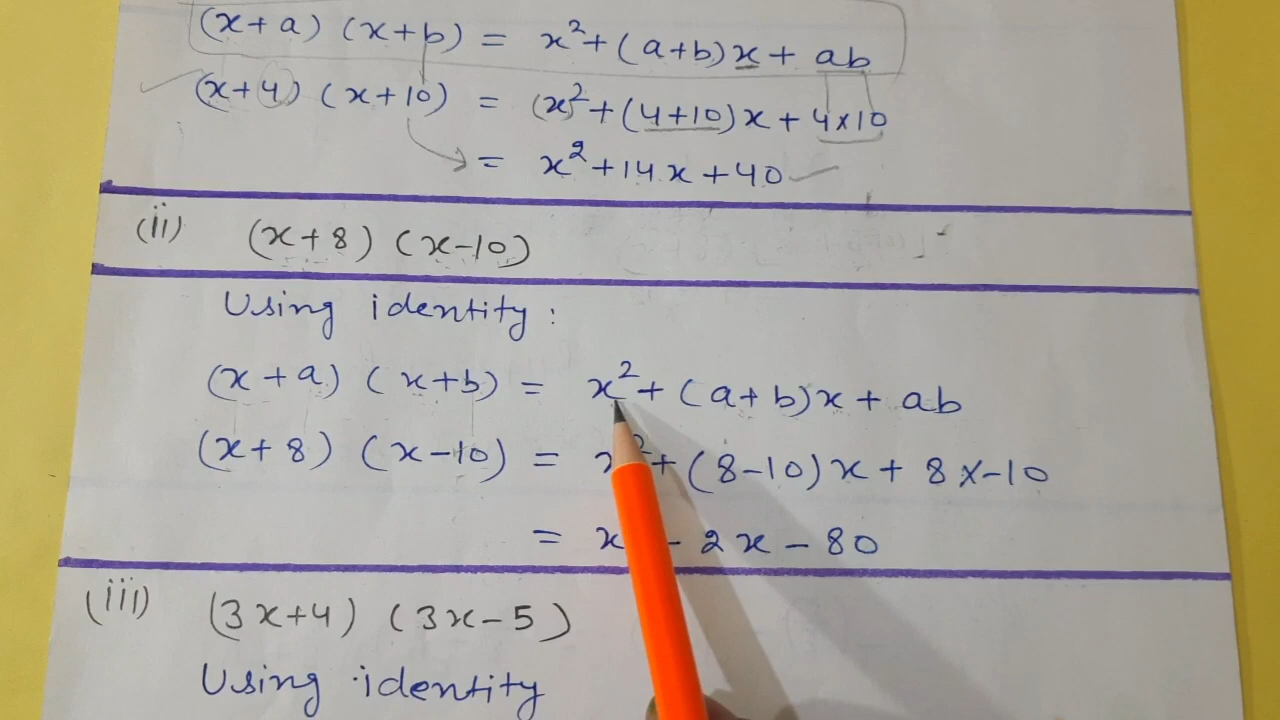 (x+a) (x+b) = x²+(a+b)x + ab
(x+4) (x+10) = (x)²+(4+10)x + 4×10
= x²+14x+40
(ii) (x+8) (x-10)
Using identity:
(x+a) (x+b) = x²+(a+b)x + ab
(x+8) (x-10) = x²+(8-10)x + 8×-10
= x - 2x - 80
(iii) (3x+4) (3x-5)
Using identity